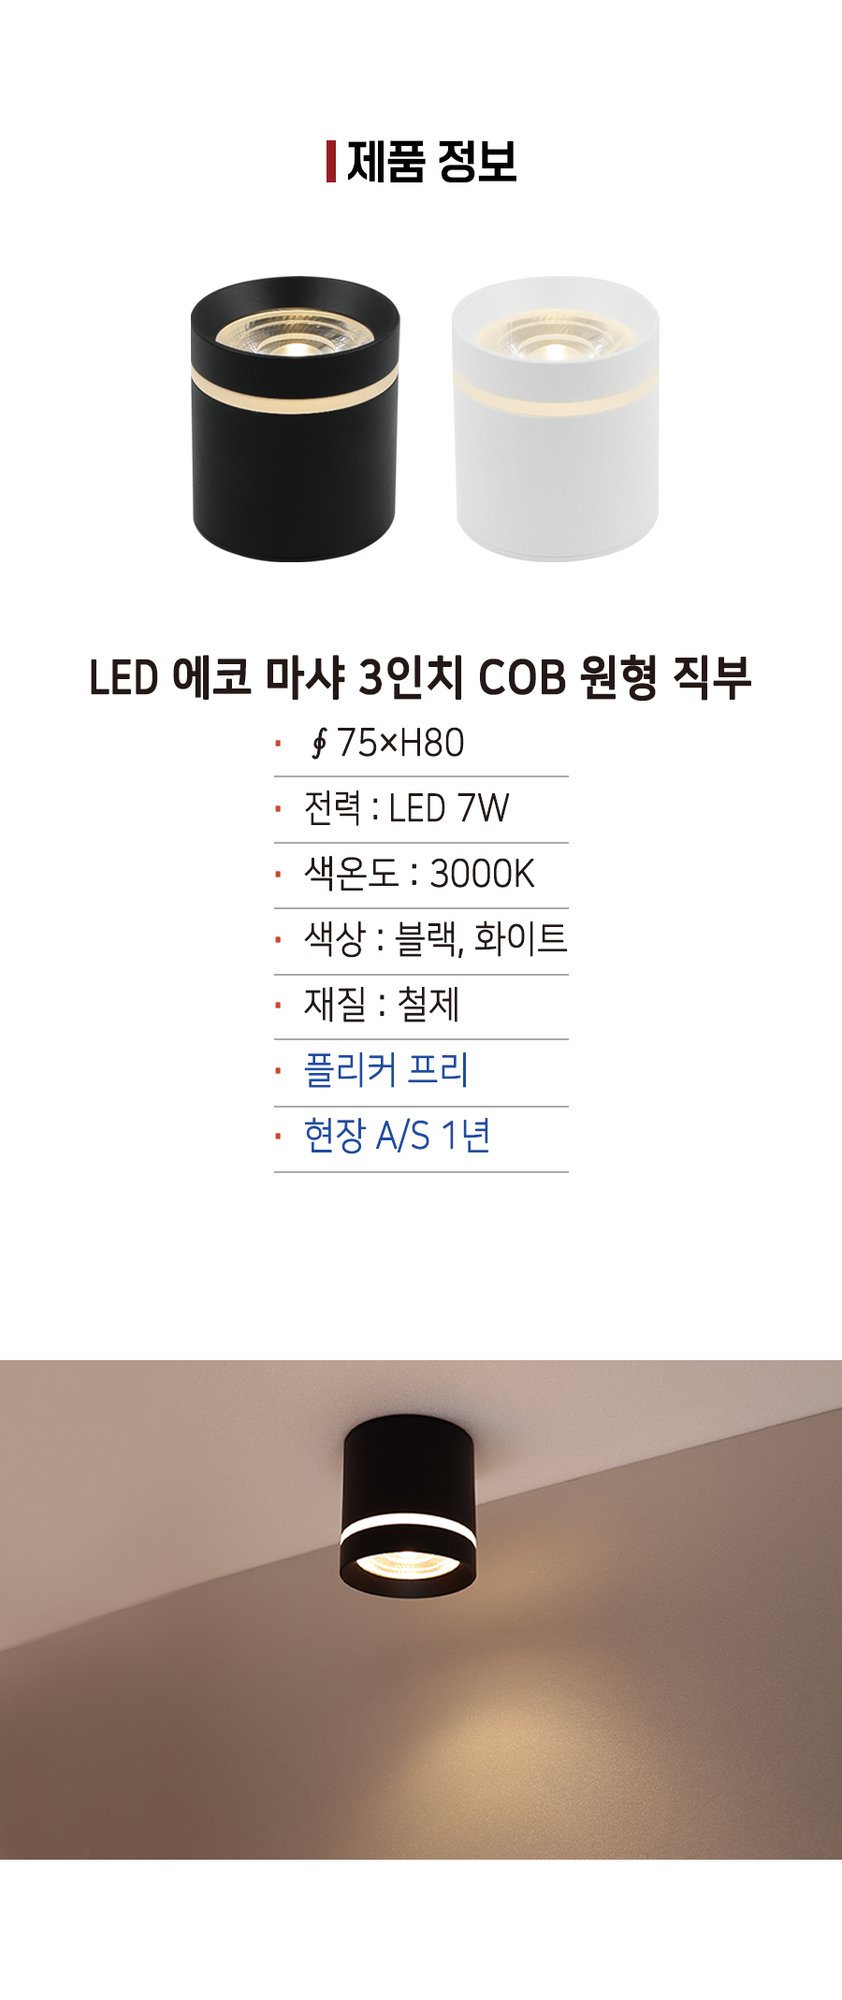 제품 정보
LED 에코 마샤 3인치 COB 원형 직부
· ∮75×H80
· 전력 : LED 7W
· 색온도 : 3000K
· 색상 : 블랙, 화이트
· 재질 : 철제
· 플리커 프리
· 현장 A/S 1년